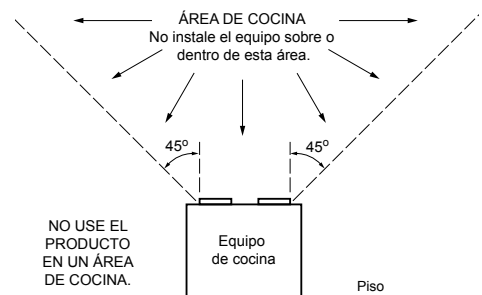 ÁREA DE COCINA
No instale el equipo sobre o
dentro de esta área.
45º
45º
NO USE EL
PRODUCTO
EN UN ÁREA
DE COCINA.
Equipo
de cocina
Piso